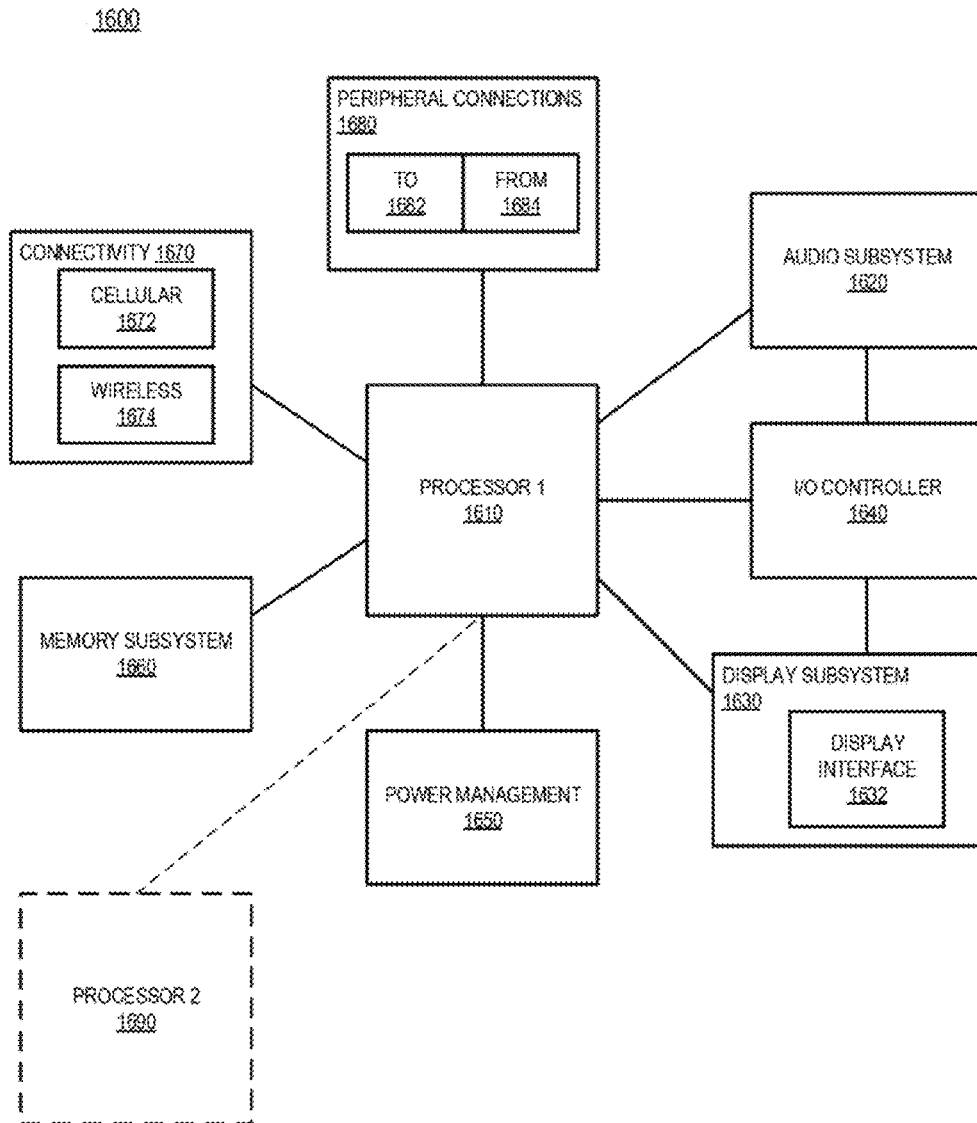 1600
PERIPHERAL CONNECTIONS
1680
TO
1682
FROM
1684
CONNECTIVITY 1670
CELLULAR
1672
WIRELESS
1674
AUDIO SUBSYSTEM
1620
PROCESSOR 1
1610
I/O CONTROLLER
1640
MEMORY SUBSYSTEM
1660
DISPLAY SUBSYSTEM
1630
DISPLAY
INTERFACE
1632
POWER MANAGEMENT
1650
PROCESSOR 2
1690